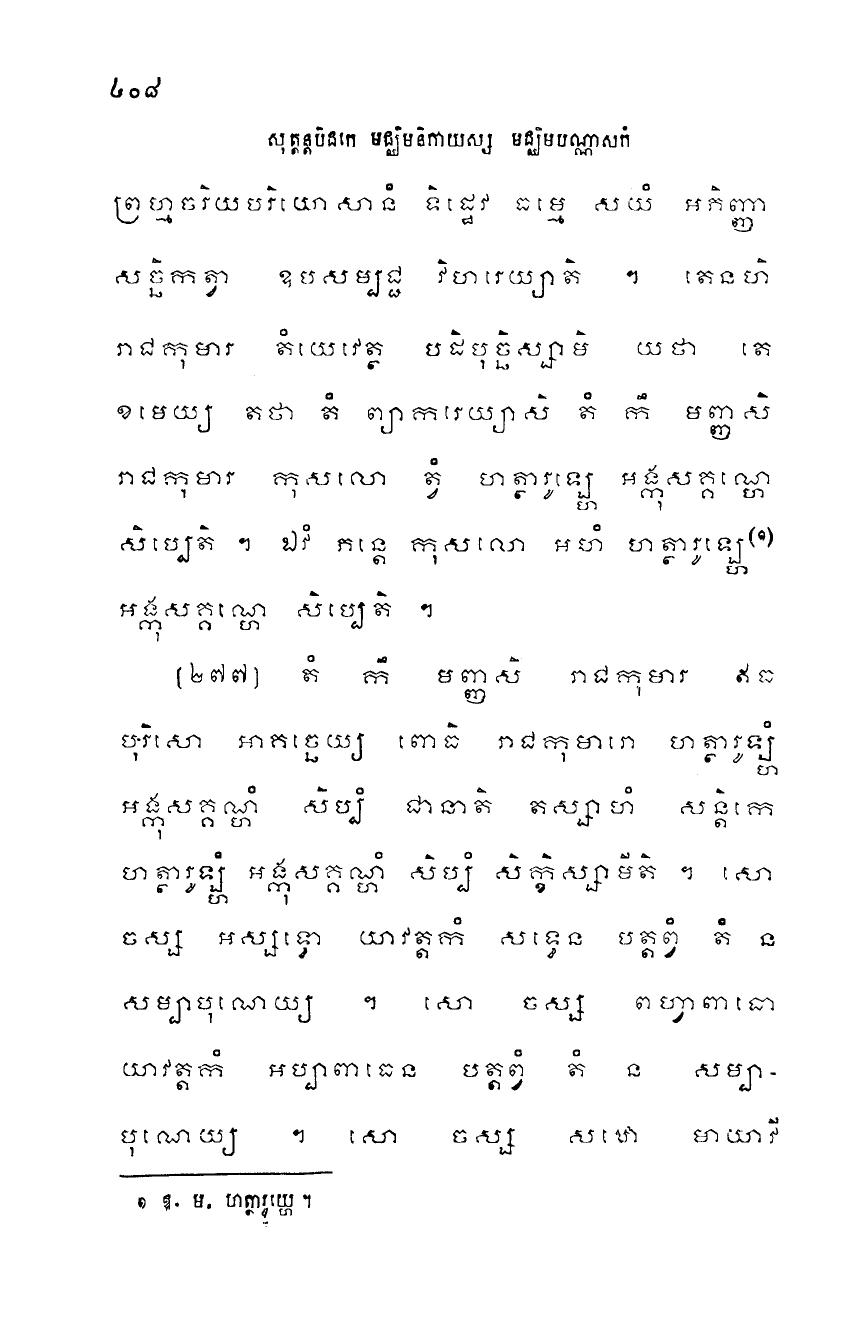 ៤០៨
សុត្តន្តបិដកេ មជ្ឈិមនិកាយស្ស មជ្ឈិមបណ្ណាសកំ
ព្រហ្មចរិយបរិយោសានំ ទិដ្ឋេវ ធម្មេ សយំ អភិញ្ញា
សច្ឆិកត្វា ឧបសម្បជ្ជ វិហរេយ្យាតិ ។ តេនហិ
រាជកុមារ តំយេវេត្ថ បដិបុច្ឆិស្សាមិ យថា តេ
ខមេយ្យ តថា តំ ព្យាករេយ្យាសិ តំ កឹ មញ្ញសិ
រាជកុមារ កុសលោ ត្វំ ហត្ថារូឡ្ហេ អង្កុសគ្គណ្ហេ
សិប្បេតិ ។ ឯវំ ភន្តេ កុសលោ អហំ ហត្ថារូឡ្ហេ(១)
អង្កុសគ្គណ្ហេ សិប្បេតិ ។
[២៧៧] តំ កឹ មញ្ញសិ រាជកុមារ ឥធ
បុរិសោ អាគច្ឆេយ្យ ពោធិ រាជកុមារោ ហត្ថារូឡ្ហំ
អង្កុសគ្គណ្ហំ សិប្បំ ជានាតិ តស្សាហំ សន្តិកេ
ហត្ថារូឡ្ហំ អង្កុសគ្គណ្ហំ សិប្បំ សិក្ខិស្សាមីតិ ។ សោ
ចស្ស អស្សទ្ធោ យាវត្តកំ សទ្ធេន បត្តព្វំ តំ ន
សម្បាបុណេយ្យ ។ សោ ចស្ស ពហ្វាពាធោ
យាវត្តកំ អប្បាពាធេន បត្តព្វំ តំ ន សម្បា-
បុណេយ្យ ។ សោ ចស្ស សឋោ មាយាវី
១ ឱ. ម. ហត្ថារូយ្ហេ ។